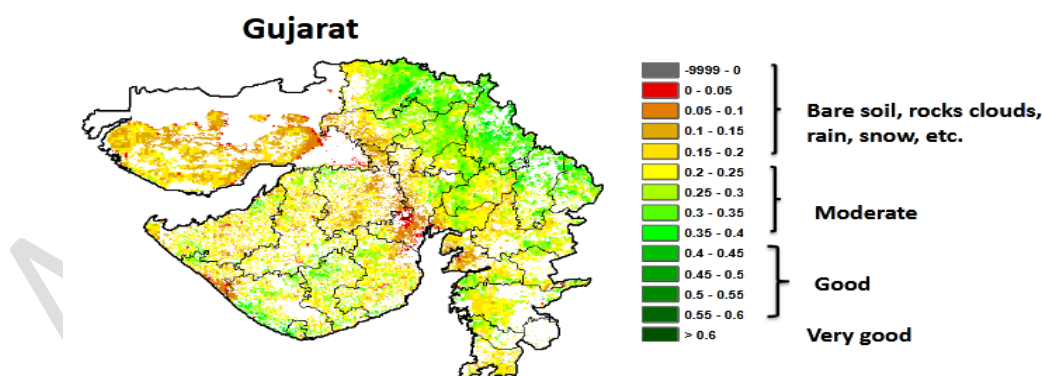 Gujarat
-9999 - 0
0 - 0.05
0.05 - 0.1
0.1 - 0.15
0.15 - 0.2
0.2 - 0.25
0.25 - 0.3
0.3 - 0.35
0.35 - 0.4
0.4 - 0.45
0.45 - 0.5
0.5 - 0.55
0.55 - 0.6
> 0.6
Bare soil, rocks clouds,
rain, snow, etc.
Moderate
Good
Very good